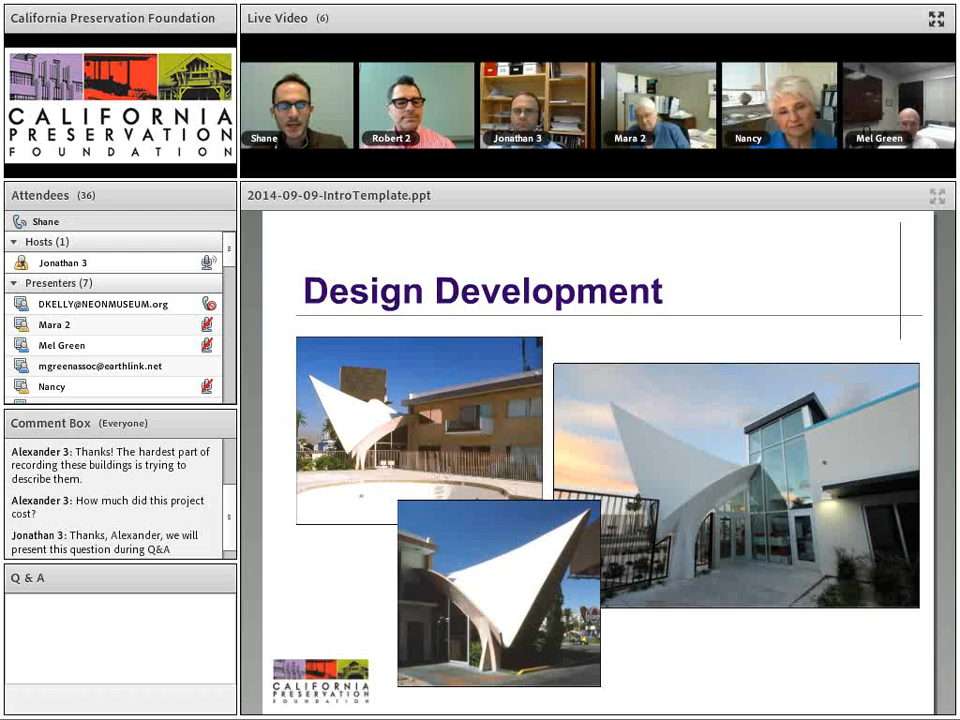 California Preservation Foundation
CALIFORNIA
PRESERVATION
FOUNDATION
Live Video (6)
Shane
Robert 2
Jonathan 3
Mara 2
Nancy
Mel Green
Attendees (36)
Shane
Hosts (1)
Jonathan 3
Presenters (7)
DKELLY@NEONMUSEUM.org
Mara 2
Mel Green
mgreenassoc@earthlink.net
Nancy
Comment Box (Everyone)
Alexander 3: Thanks! The hardest part of
recording these buildings is trying to
describe them.
Alexander 3: How much did this project
cost?
Jonathan 3: Thanks, Alexander, we will
present this question during Q&A
Q & A
2014-09-09-IntroTemplate.ppt
Design Development
CALIFORNIA
PRESERVATION
FOUNDATION